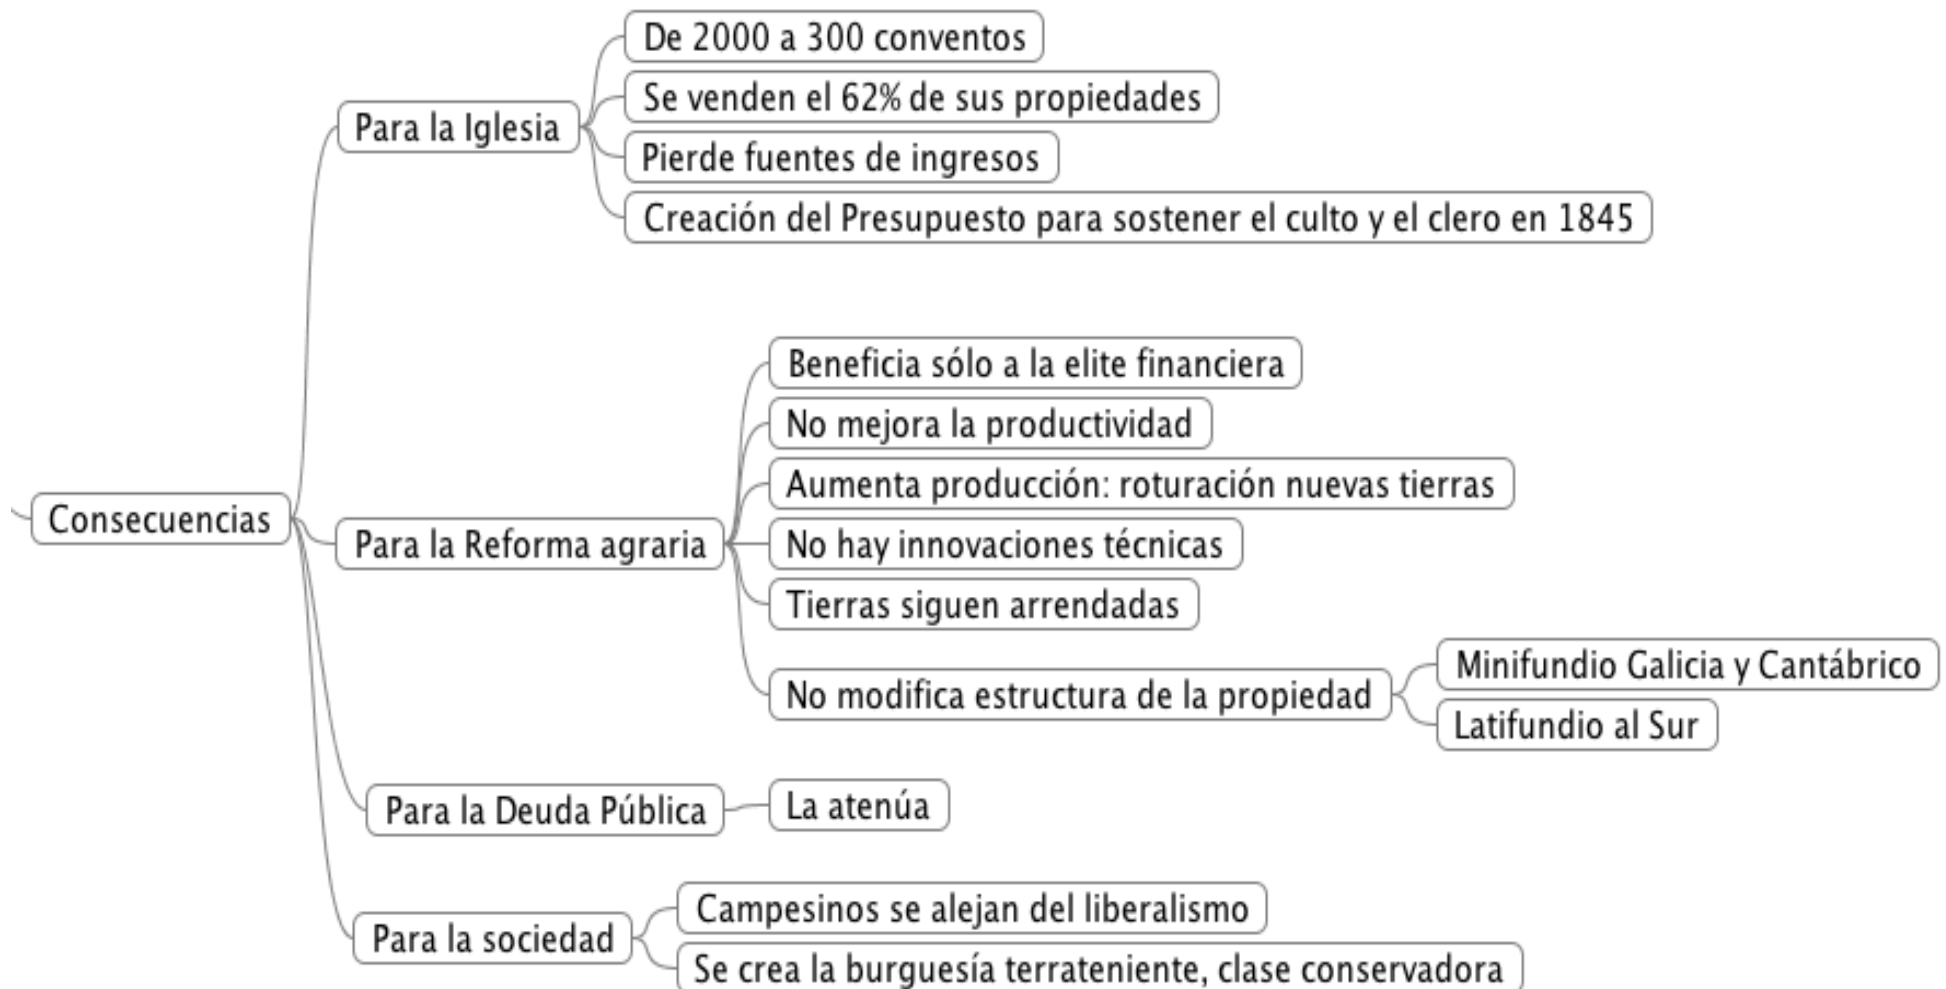 Consecuencias
Para la Iglesia
De 2000 a 300 conventos
Se venden el 62% de sus propiedades
Pierde fuentes de ingresos
Creación del Presupuesto para sostener el culto y el clero en 1845
Para la Reforma agraria
Beneficia sólo a la elite financiera
No mejora la productividad
Aumenta producción: roturación nuevas tierras
No hay innovaciones técnicas
Tierras siguen arrendadas
No modifica estructura de la propiedad
Minifundio Galicia y Cantábrico
Latifundio al Sur
Para la Deuda Pública
La atenúa
Para la sociedad
Campesinos se alejan del liberalismo
Se crea la burguesía terrateniente, clase conservadora